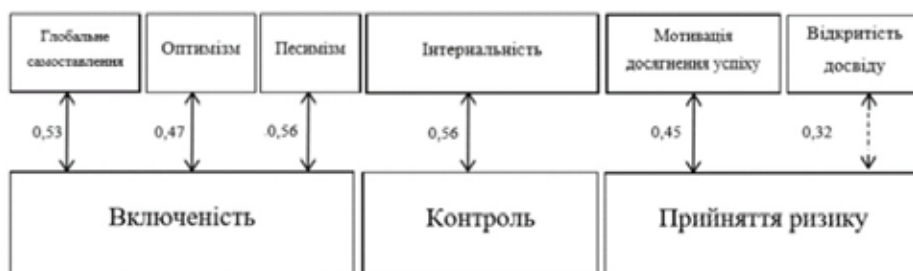 Глобальне
самоставлення
Оптимізм
Песимізм
Інтернальність
Мотивація
досягнення успіху
Відкритість
досвіду
0,53
0,47
.0,56
0,56
0,45
0,32
Включеність
Контроль
Прийняття ризику